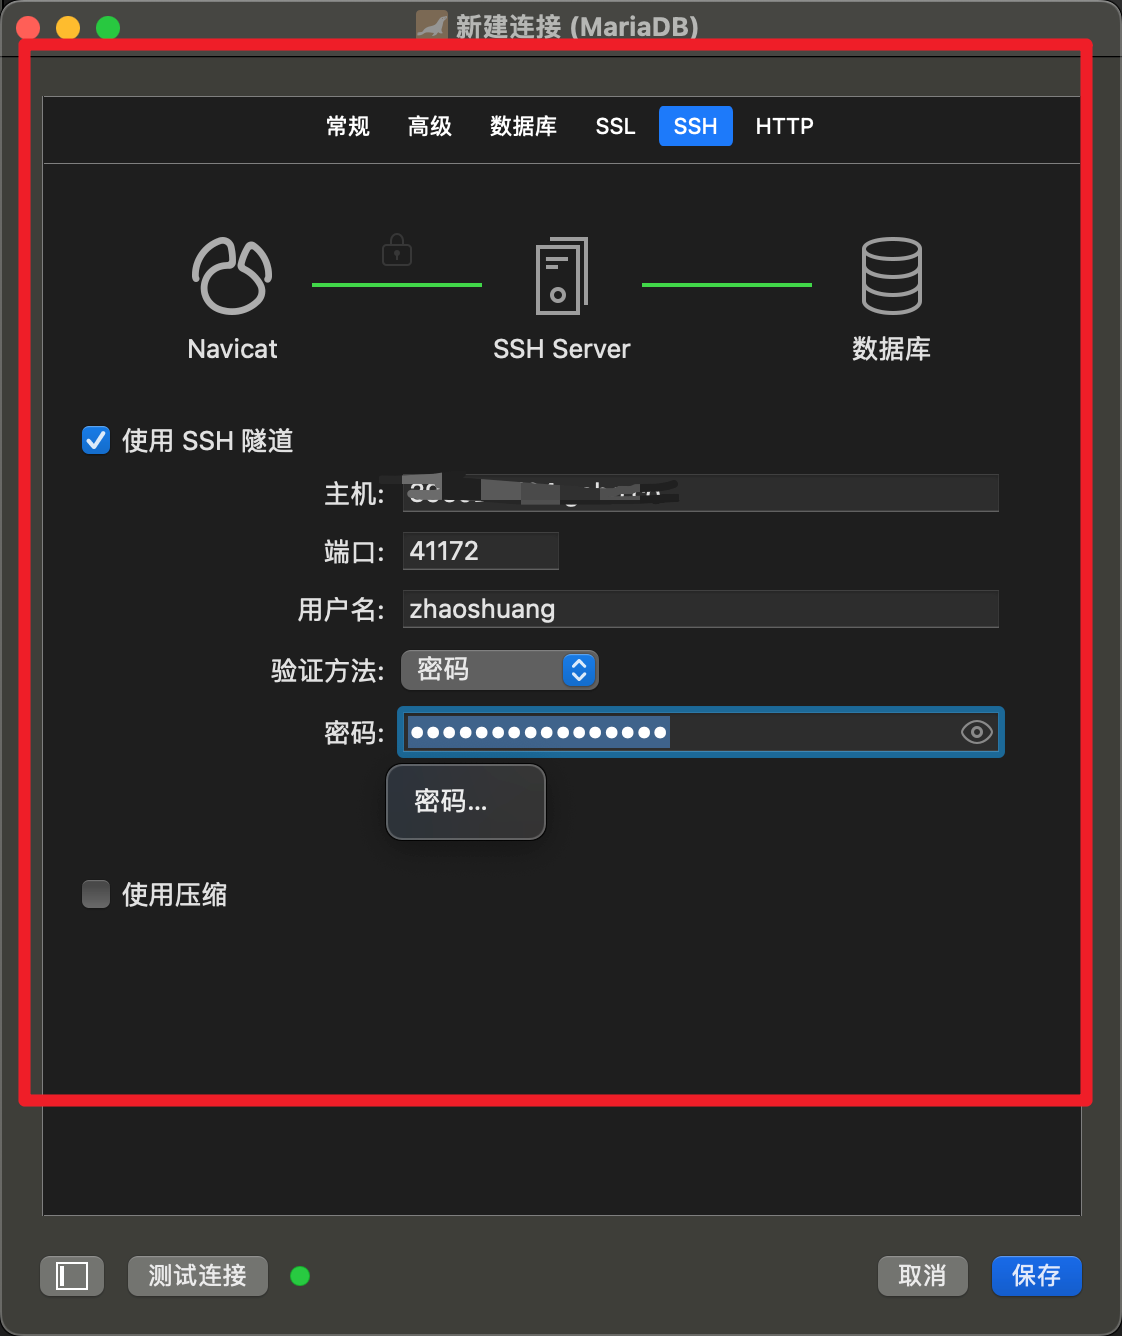 新建连接 (MariaDB)
常规 高级 数据库 SSL SSH HTTP
Navicat SSH Server 数据库
使用 SSH 隧道
主机:
端口: 41172
用户名: zhaoshuang
验证方法: 密码
密码: ••••••••••••••••
密码...
使用压缩
测试连接 取消 保存